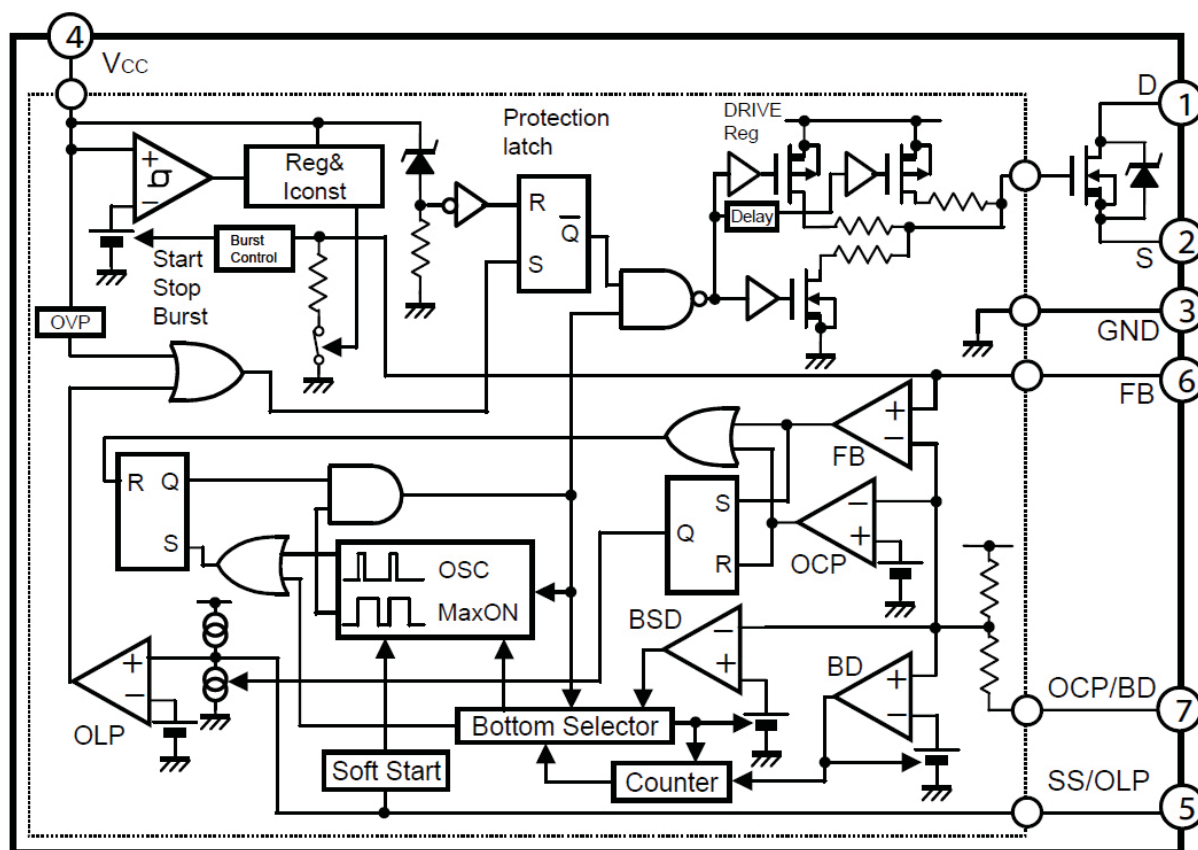 4
VCC
D
1
Protection
latch
DRIVE
Reg
+
−
Reg&
Iconst
R
Q
S
Delay
Burst
Control
Start
Stop
Burst
2
S
3
GND
OVP
6
FB
+
−
FB
R
Q
S
S
Q
R
−
+
OCP
OSC
MaxON
BSD
−
+
BD
+
−
+
−
OLP
OCP/BD
7
Bottom Selector
Soft Start
Counter
SS/OLP
5